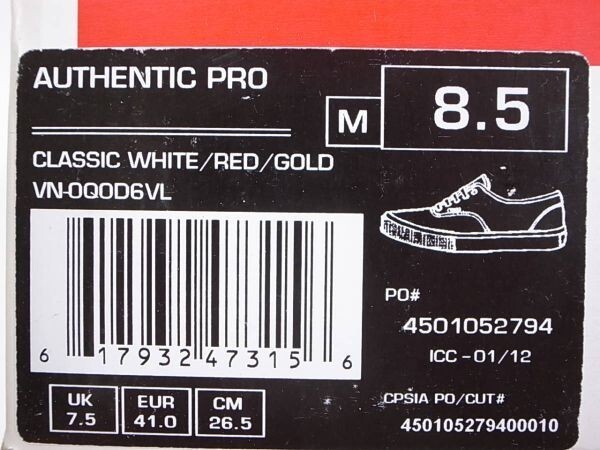 AUTHENTIC PRO
M
8.5
CLASSIC WHITE/RED/GOLD
VN-0Q0D6VL
6 17932 47315 6
PO#
4501052794
ICC-01/12
UK
7.5
EUR
41.0
CM
26.5
CPSIA PO/CUT#
450105279400010